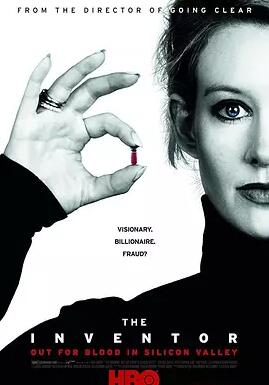 FROM THE DIRECTOR OF GOING CLEAR
VISIONARY.
BILLIONAIRE.
FRAUD?
THE
INVENTOR
OUT FOR BLOOD IN SILICON VALLEY
HBO